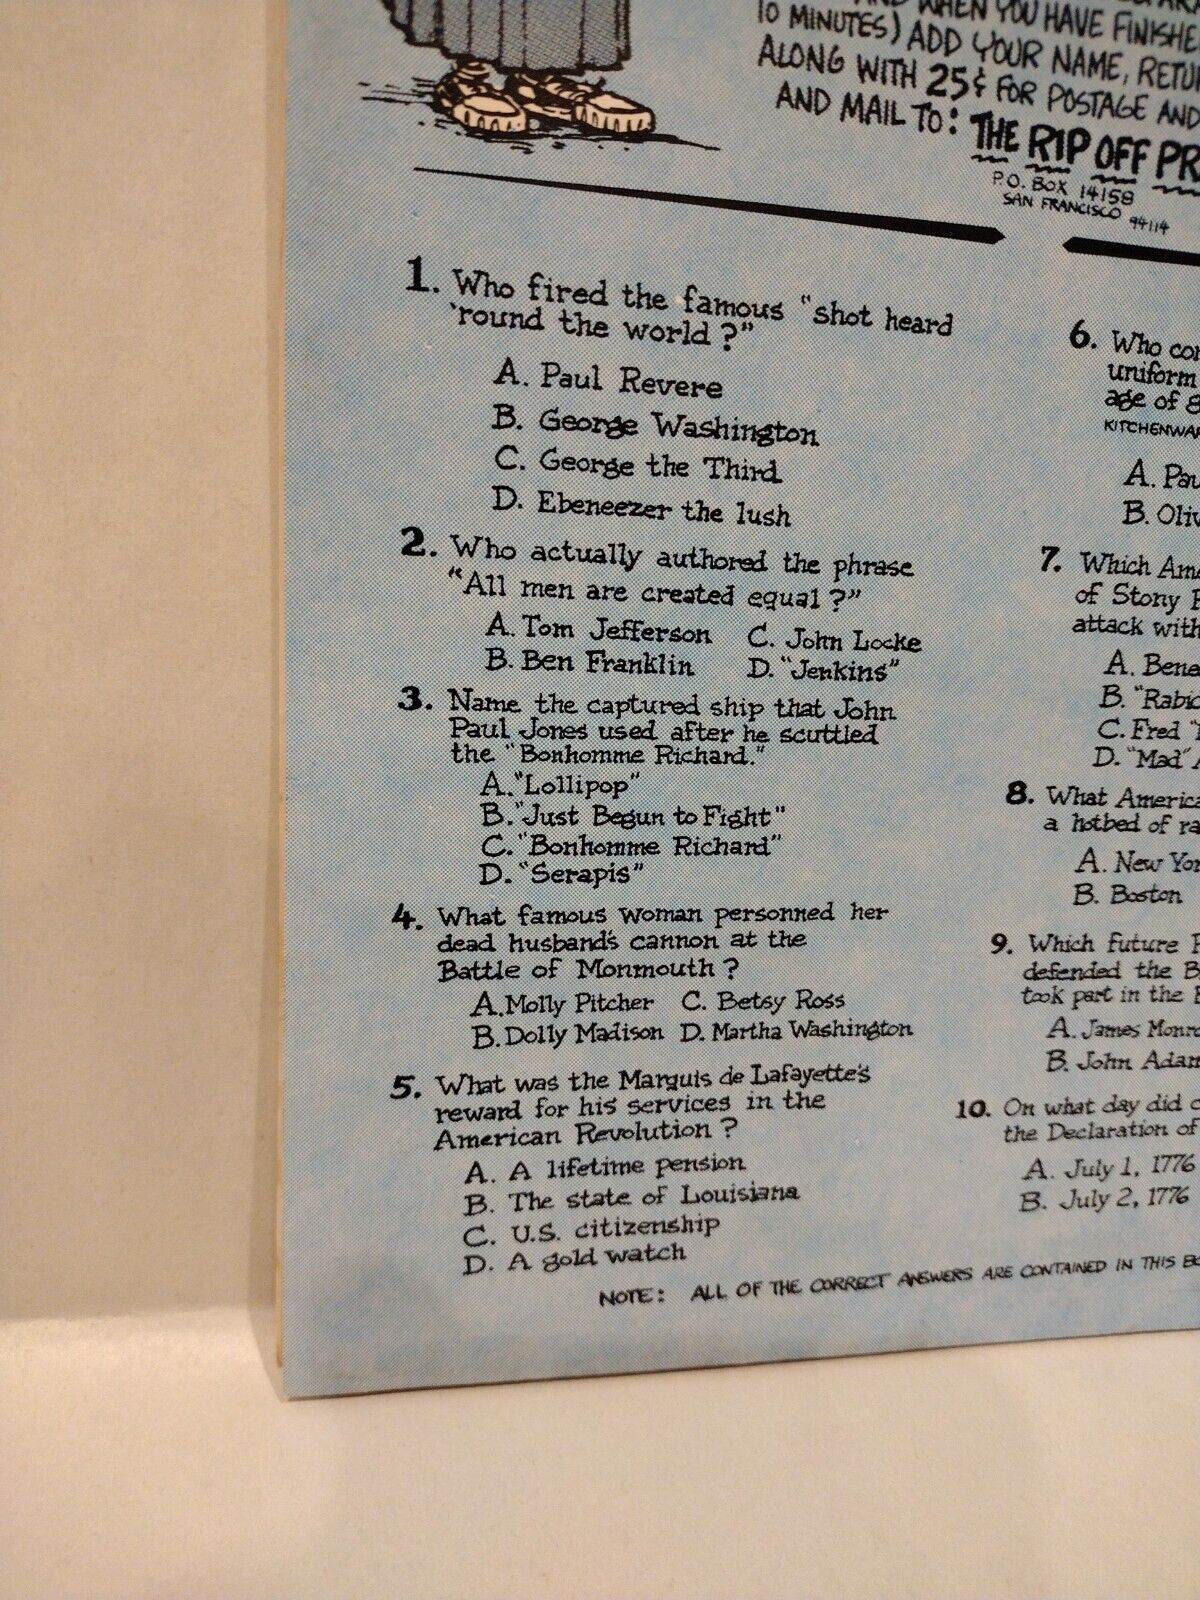 AND WHEN YOU HAVE
10 MINUTES) ADD YOUR NAME,
ALONG WITH 25¢ FOR POSTAGE AND
AND MAIL TO: THE RIP OFF
P.O. BOX 14158
SAN FRANCISCO 94114
1. Who fired the famous "shot heard
'round the world?"
A. Paul Revere
B. George Washington
C. George the Third
D. Ebeneezer the lush
2. Who actually authored the phrase
"All men are created equal?"
A. Tom Jefferson C. John Locke
B. Ben Franklin D. "Jenkins"
3. Name the captured ship that John
Paul Jones used after he scuttled
the "Bonhomme Richard."
A. "Lollipop"
B. "Just Begun to Fight"
C. "Bonhomme Richard"
D. "Serapis"
4. What famous woman personned her
dead husband's cannon at the
Battle of Monmouth?
A. Molly Pitcher C. Betsy Ross
B. Dolly Madison D. Martha Washington
5. What was the Marquis de Lafayette's
reward for his services in the
American Revolution?
A. A lifetime pension
B. The state of Louisiana
C. U.S. citizenship
D. A gold watch
6. Who
uniform
age of
A.
B.
7. Which
of Stony
attack with
A.
B.
C. Fred
D. "Mad"
8. What
a hotbed of
A. New
B. Boston
9. Which future
defended the
took part in the
A. James
B. John
10. On what day did
the Declaration of
A. July 1, 1776
B. July 2, 1776
NOTE: ALL OF THE CORRECT ANSWERS ARE CONTAINED IN THIS